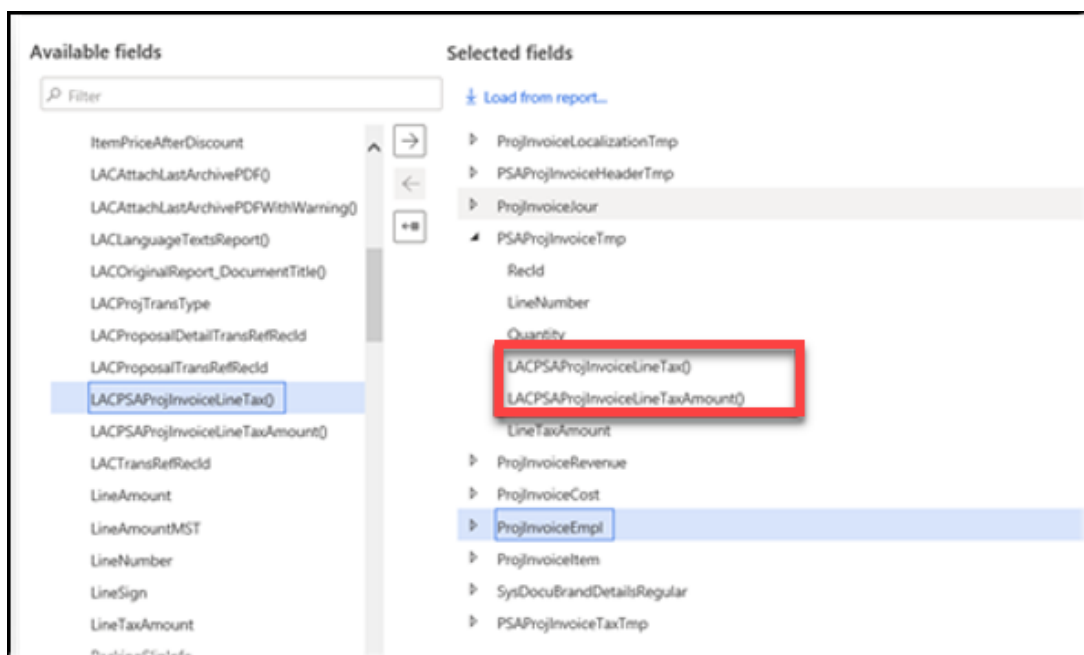 Available fields
Filter
ItemPriceAfterDiscount
LACAttachLastArchivePDF()
LACAttachLastArchivePDFWithWarning()
LACLanguageTextsReport()
LACOriginalReport_DocumentTitle()
LACProjTransType
LACProposalDetailTransRefRecId
LACProposalTransRefRecId
LACPSAProjInvoiceLineTax()
LACPSAProjInvoiceLineTaxAmount()
LACTransRefRecId
LineAmount
LineAmountMST
LineNumber
LineSign
LineTaxAmount
PackingSlipInfo
Selected fields
Load from report...
ProjInvoiceLocalizationTmp
PSAProjInvoiceHeaderTmp
ProjInvoiceJour
PSAProjInvoiceTmp
RecId
LineNumber
Quantity
LACPSAProjInvoiceLineTax()
LACPSAProjInvoiceLineTaxAmount()
LineTaxAmount
ProjInvoiceRevenue
ProjInvoiceCost
ProjInvoiceEmpl
ProjInvoiceItem
SysDocuBrandDetailsRegular
PSAProjInvoiceTaxTmp